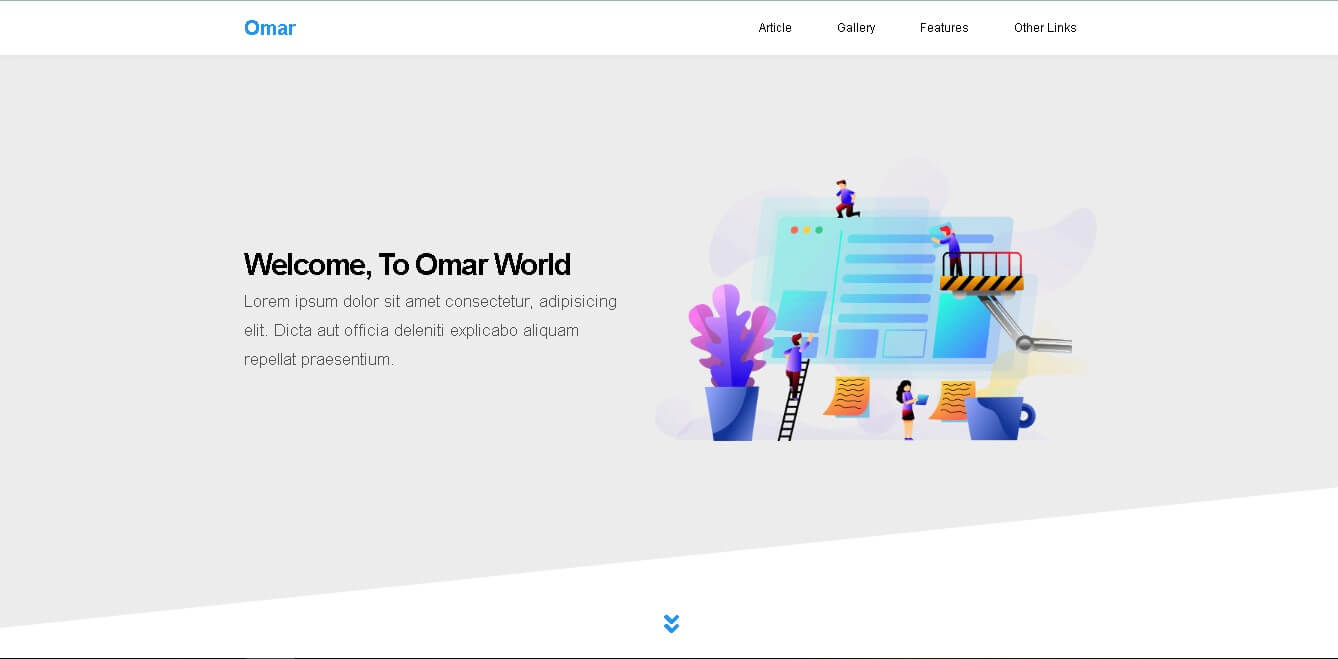 Omar
Article
Gallery
Features
Other Links
Welcome, To Omar World
Lorem ipsum dolor sit amet consectetur, adipisicing
elit. Dicta aut officia deleniti explicabo aliquam
repellat praesentium.